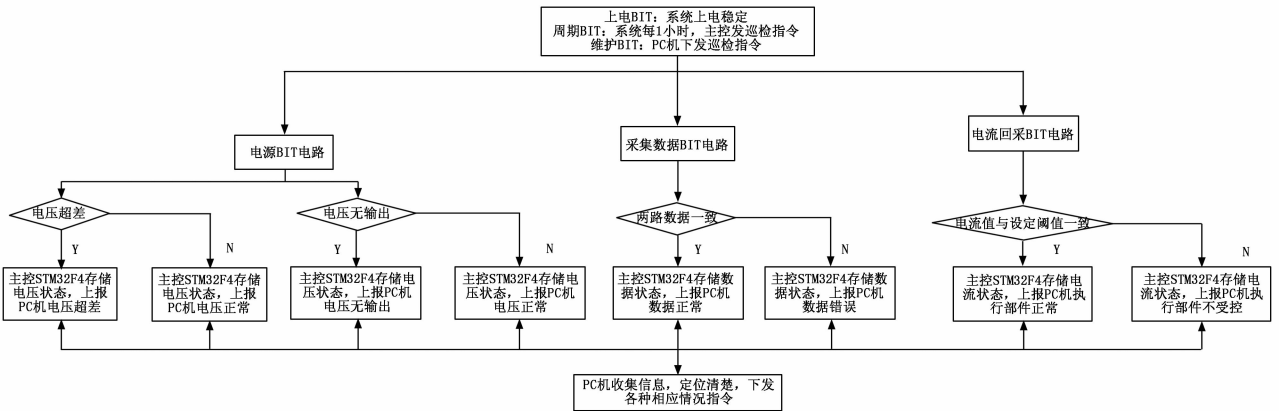 上电BIT：系统上电稳定
周期BIT：系统每1小时，主控发巡检指令
维护BIT：PC机下发巡检指令
电源BIT电路
采集数据BIT电路
电流回采BIT电路
电压超差
电压无输出
两路数据一致
电流值与设定阈值一致
Y
N
Y
N
Y
N
Y
N
主控STM32F4存储
电压状态，上报
PC机电压超差
主控STM32F4存储
电压状态，上报
PC机电压正常
主控STM32F4存储电
压状态，上报PC机
电压无输出
主控STM32F4存储电
压状态，上报PC机
电压正常
主控STM32F4存储数
据状态，上报PC机
数据正常
主控STM32F4存储数
据状态，上报PC机
数据错误
主控STM32F4存储电
流状态，上报PC机执
行部件正常
主控STM32F4存储电
流状态，上报PC机执
行部件不受控
PC机收集信息，定位清楚，下发
各种相应情况指令